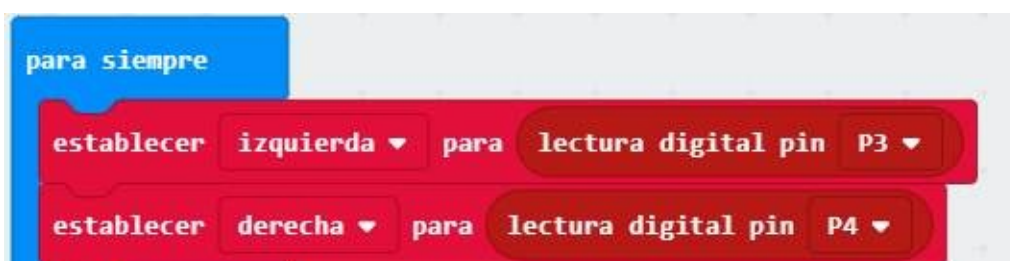 para siempre
establecer izquierda para lectura digital pin P3
establecer derecha para lectura digital pin P4